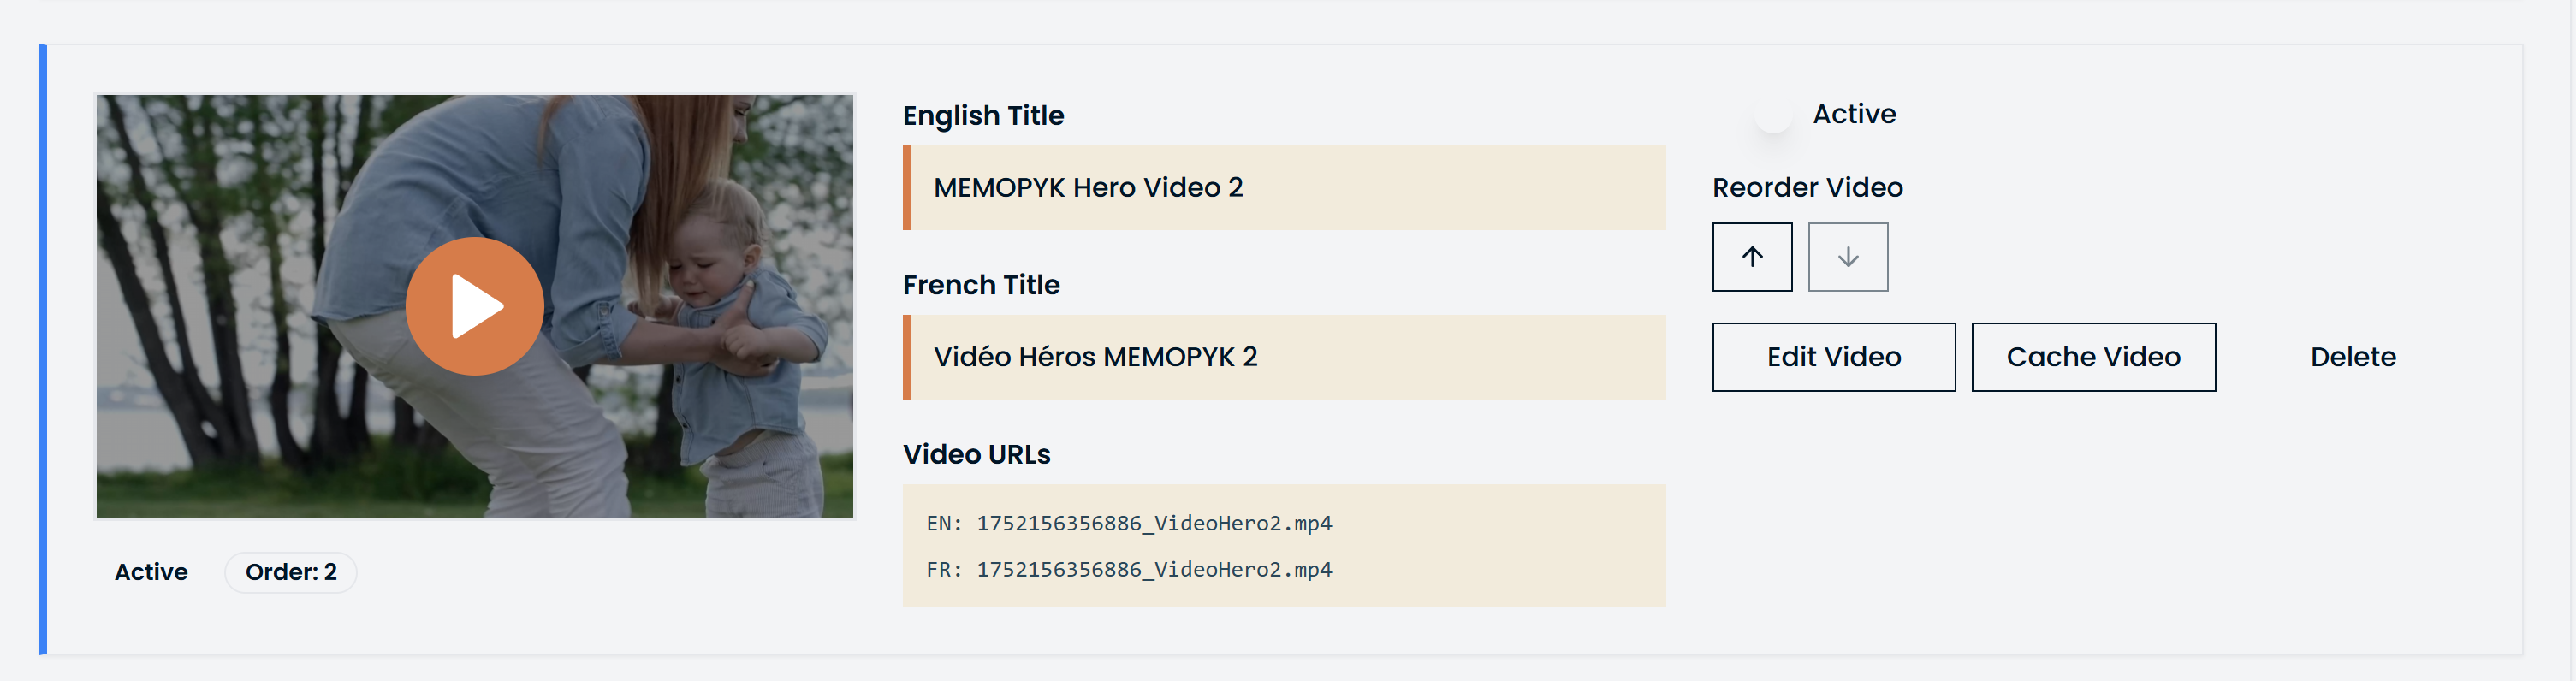 English Title
MEMOPYK Hero Video 2
French Title
Vidéo Héros MEMOPYK 2
Video URLs
EN: 1752156356886_VideoHero2.mp4
FR: 1752156356886_VideoHero2.mp4
Active
Order: 2
Active
Reorder Video
Edit Video
Cache Video
Delete